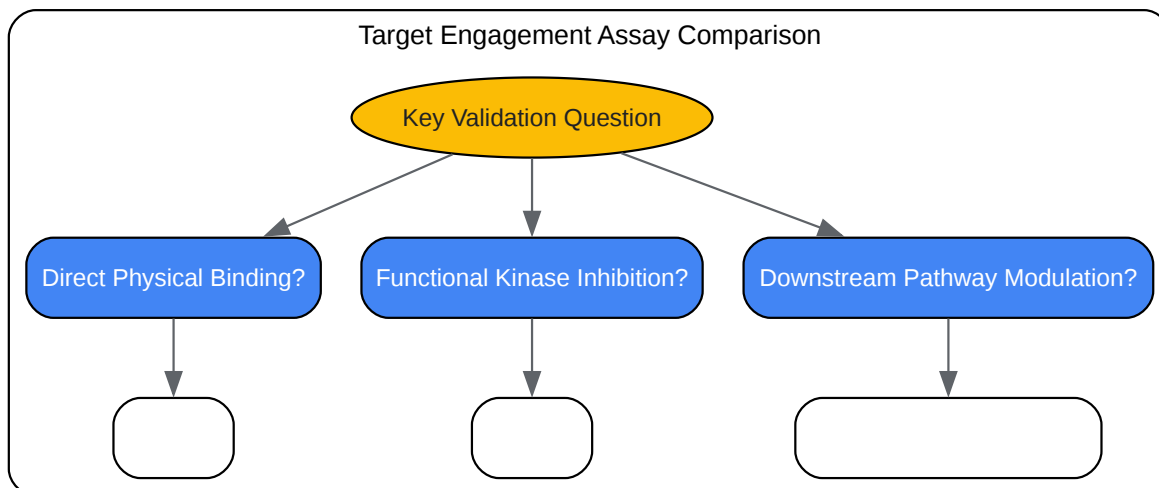 Target Engagement Assay Comparison
Key Validation Question
Direct Physical Binding?
Functional Kinase Inhibition?
Downstream Pathway Modulation?